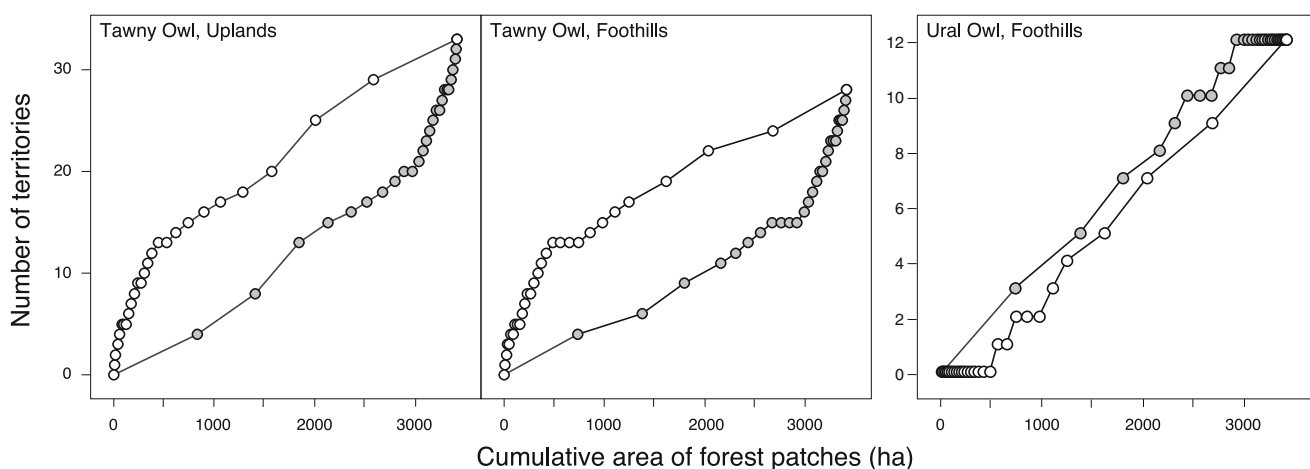 Tawny Owl, Uplands
Tawny Owl, Foothills
Ural Owl, Foothills
Number of territories
30
20
10
0
12
10
8
6
4
2
0
0 1000 2000 3000
0 1000 2000 3000
0 1000 2000 3000
Cumulative area of forest patches (ha)